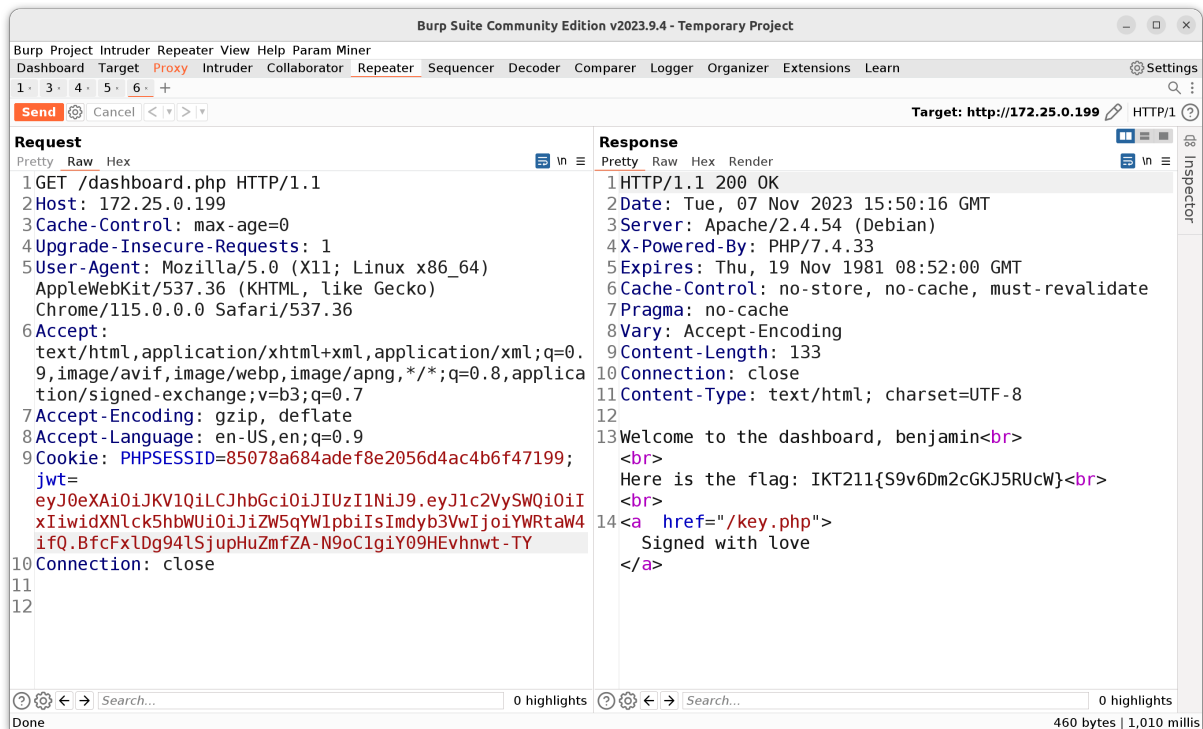 Burp Suite Community Edition v2023.9.4 - Temporary Project
Burp Project Intruder Repeater View Help Param Miner
Dashboard Target Proxy Intruder Collaborator Repeater Sequencer Decoder Comparer Logger Organizer Extensions Learn Settings
1 3 4 5 6 +
Send Cancel < > Target: http://172.25.0.199 HTTP/1 ?
Request
Pretty Raw Hex \n
1 GET /dashboard.php HTTP/1.1
2 Host: 172.25.0.199
3 Cache-Control: max-age=0
4 Upgrade-Insecure-Requests: 1
5 User-Agent: Mozilla/5.0 (X11; Linux x86_64)
AppleWebKit/537.36 (KHTML, like Gecko)
Chrome/115.0.0.0 Safari/537.36
6 Accept:
text/html,application/xhtml+xml,application/xml;q=0.
9,image/avif,image/webp,image/apng,*/*;q=0.8,applica
tion/signed-exchange;v=b3;q=0.7
7 Accept-Encoding: gzip, deflate
8 Accept-Language: en-US,en;q=0.9
9 Cookie: PHPSESSID=85078a684adef8e2056d4ac4b6f47199;
jwt=
eyJ0eXAiOiJKV1QiLCJhbGciOiJIUzI1NiJ9.eyJ1c2VySWQiOiI
xIiwidXNlck5hbWUiOiJiZW5qYW1pbiIsImdyb3VwIjoiYWRtaW4
ifQ.BfcFxlDg94lSjupHuZmfZA-N9oC1giY09HEvhnwt-TY
10 Connection: close
11
12
Search... 0 highlights
Response
Pretty Raw Hex Render \n
1 HTTP/1.1 200 OK
2 Date: Tue, 07 Nov 2023 15:50:16 GMT
3 Server: Apache/2.4.54 (Debian)
4 X-Powered-By: PHP/7.4.33
5 Expires: Thu, 19 Nov 1981 08:52:00 GMT
6 Cache-Control: no-store, no-cache, must-revalidate
7 Pragma: no-cache
8 Vary: Accept-Encoding
9 Content-Length: 133
10 Connection: close
11 Content-Type: text/html; charset=UTF-8
12
13 Welcome to the dashboard, benjamin<br>
<br>
Here is the flag: IKT211{S9v6Dm2cGKJ5RUcW}<br>
<br>
14 <a href="/key.php">
Signed with love
</a>
Search... 0 highlights
Inspector
Done 460 bytes | 1,010 millis